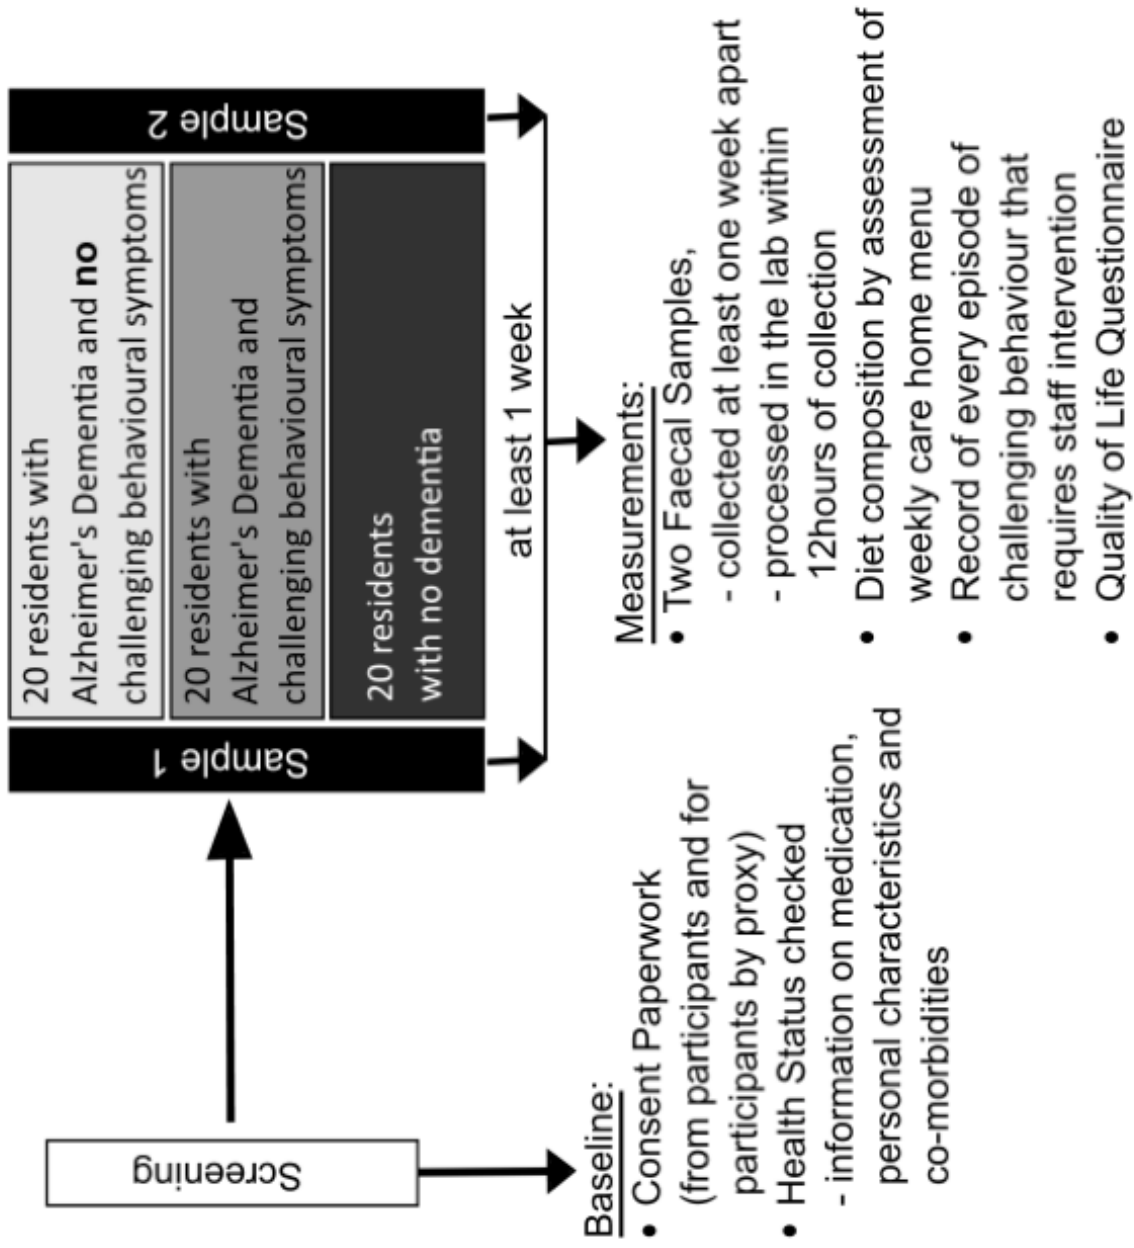 Screening
Baseline:
• Consent Paperwork
(from participants and for
participants by proxy)
• Health Status checked
- information on medication,
personal characteristics and
co-morbidities
Sample 1
20 residents with
Alzheimer's Dementia and no
challenging behavioural symptoms
20 residents with
Alzheimer's Dementia and
challenging behavioural symptoms
20 residents
with no dementia
Sample 2
at least 1 week
Measurements:
• Two Faecal Samples,
- collected at least one week apart
- processed in the lab within
12hours of collection
• Diet composition by assessment of
weekly care home menu
• Record of every episode of
challenging behaviour that
requires staff intervention
• Quality of Life Questionnaire